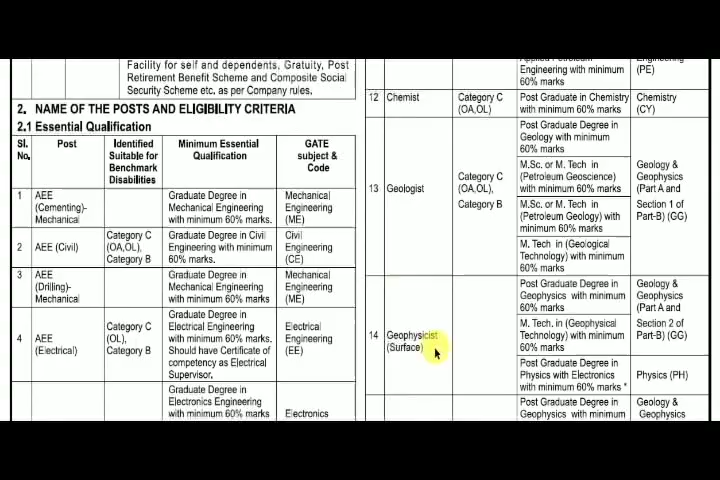 Facility for self and dependents, Gratuity, Post
Retirement Benefit Scheme and Composite Social
Security Scheme etc. as per Company rules.
2. NAME OF THE POSTS AND ELIGIBILITY CRITERIA
2.1 Essential Qualification
Sl. No. Post Identified Suitable for Benchmark Disabilities Minimum Essential Qualification GATE subject & Code
1 AEE (Cementing)- Mechanical
Graduate Degree in
Mechanical Engineering
with minimum 60% marks.
Mechanical
Engineering
(ME)
2 AEE (Civil)
Category C
(OA,OL),
Category B
Graduate Degree in Civil
Engineering with minimum
60% marks.
Civil
Engineering
(CE)
3 AEE
(Drilling)-
Mechanical
Graduate Degree in
Mechanical Engineering
with minimum 60% marks
Mechanical
Engineering
(ME)
4 AEE
(Electrical)
Category C
(OL),
Category B
Graduate Degree in
Electrical Engineering
with minimum 60% marks.
Should have Certificate of
competency as Electrical
Supervisor.
Electrical
Engineering
(EE)
Graduate Degree in
Electronics Engineering
with minimum 60% marks
Electronics
Engineering with minimum
60% marks
(PE)
12 Chemist
Category C
(OA,OL)
Post Graduate in Chemistry
with minimum 60% marks
Chemistry
(CY)
13 Geologist
Category C
(OA,OL),
Category B
Post Graduate Degree in
Geology with minimum
60% marks
M.Sc. or M. Tech in
(Petroleum Geoscience)
with minimum 60% marks
M.Sc. or M. Tech in
(Petroleum Geology) with
minimum 60% marks
M. Tech in (Geological
Technology) with minimum
60% marks
Geology &
Geophysics
(Part A and
Section 1 of
Part-B) (GG)
14 Geophysicist
(Surface)
Post Graduate Degree in
Geophysics with minimum
60% marks
M. Tech. in (Geophysical
Technology) with minimum
60% marks
Geology &
Geophysics
(Part A and
Section 2 of
Part-B) (GG)
Post Graduate Degree in
Physics with Electronics
with minimum 60% marks *
Physics (PH)
Post Graduate Degree in
Geophysics with minimum
Geology &
Geophysics